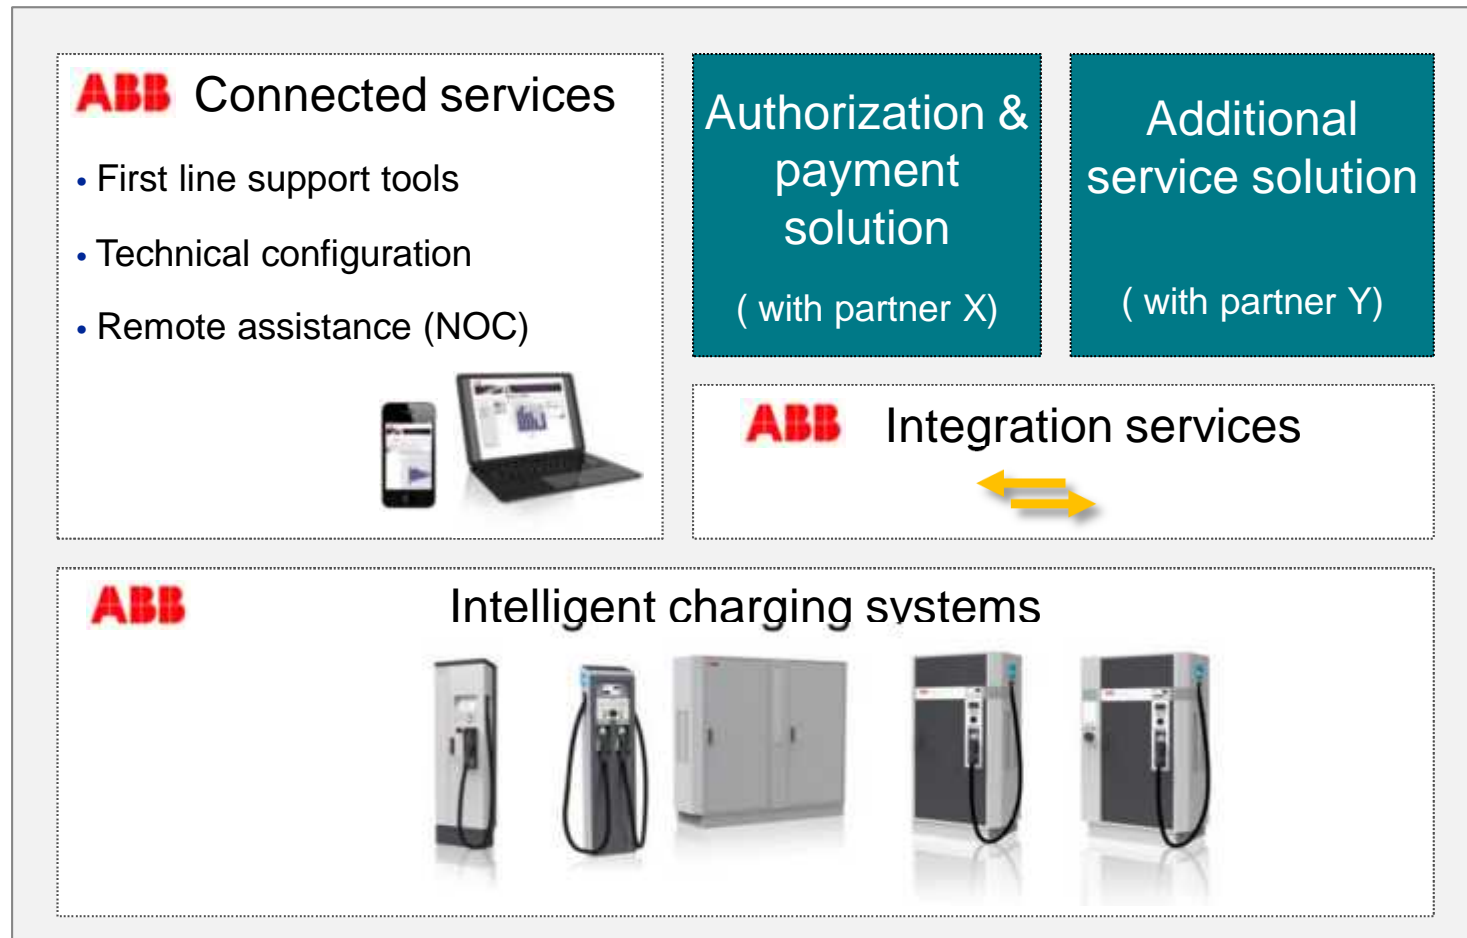 ABB Connected services
• First line support tools
• Technical configuration
• Remote assistance (NOC)
Authorization &
payment
solution
( with partner X)
Additional
service solution
( with partner Y)
ABB Integration services
ABB Intelligent charging systems